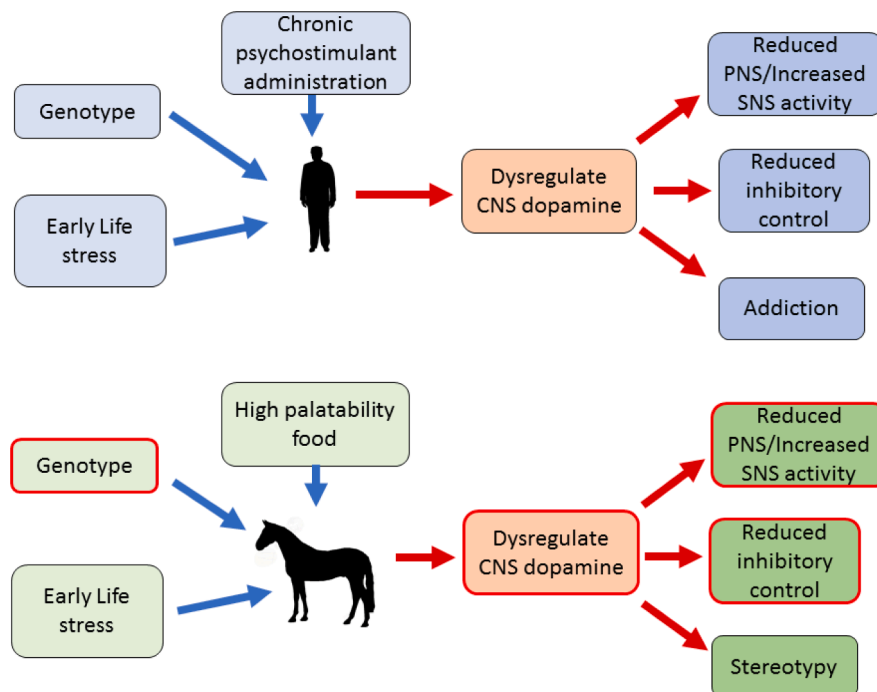 Chronic
psychostimulant
administration
Genotype
Early Life
stress
Dysregulate
CNS dopamine
Reduced
PNS/Increased
SNS activity
Reduced
inhibitory
control
Addiction
High palatability
food
Genotype
Early Life
stress
Dysregulate
CNS dopamine
Reduced
PNS/Increased
SNS activity
Reduced
inhibitory
control
Stereotypy